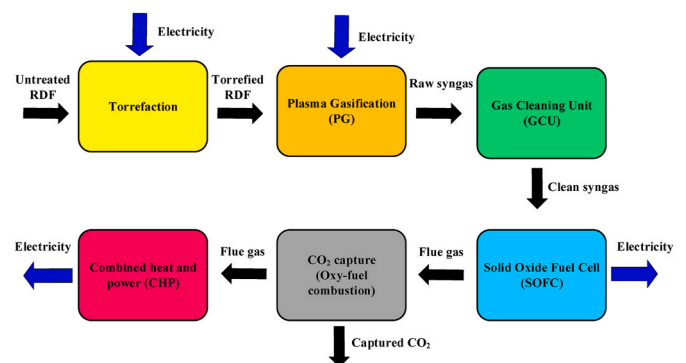 Electricity
Electricity
Untreated
RDF
Torrefaction
Torrefied
RDF
Plasma Gasification
(PG)
Raw syngas
Gas Cleaning Unit
(GCU)
Clean syngas
Electricity
Combined heat and
power (CHP)
Flue gas
CO₂ capture
(Oxy-fuel
combustion)
Flue gas
Solid Oxide Fuel Cell
(SOFC)
Electricity
Captured CO₂